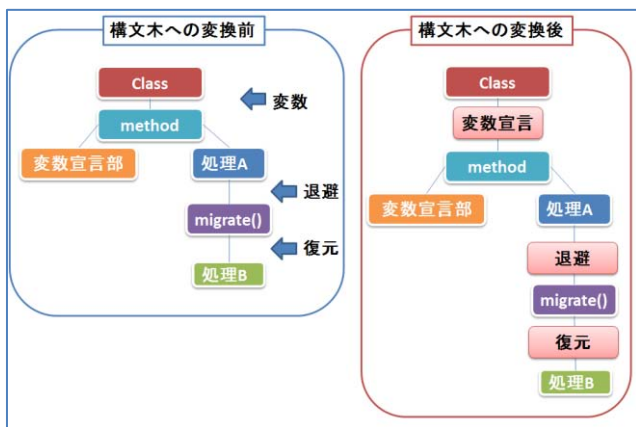 構文木への変換前
Class
変数
method
変数宣言部
処理A
退避
migrate()
復元
処理B
構文木への変換後
Class
変数宣言
method
変数宣言部
処理A
退避
migrate()
復元
処理B